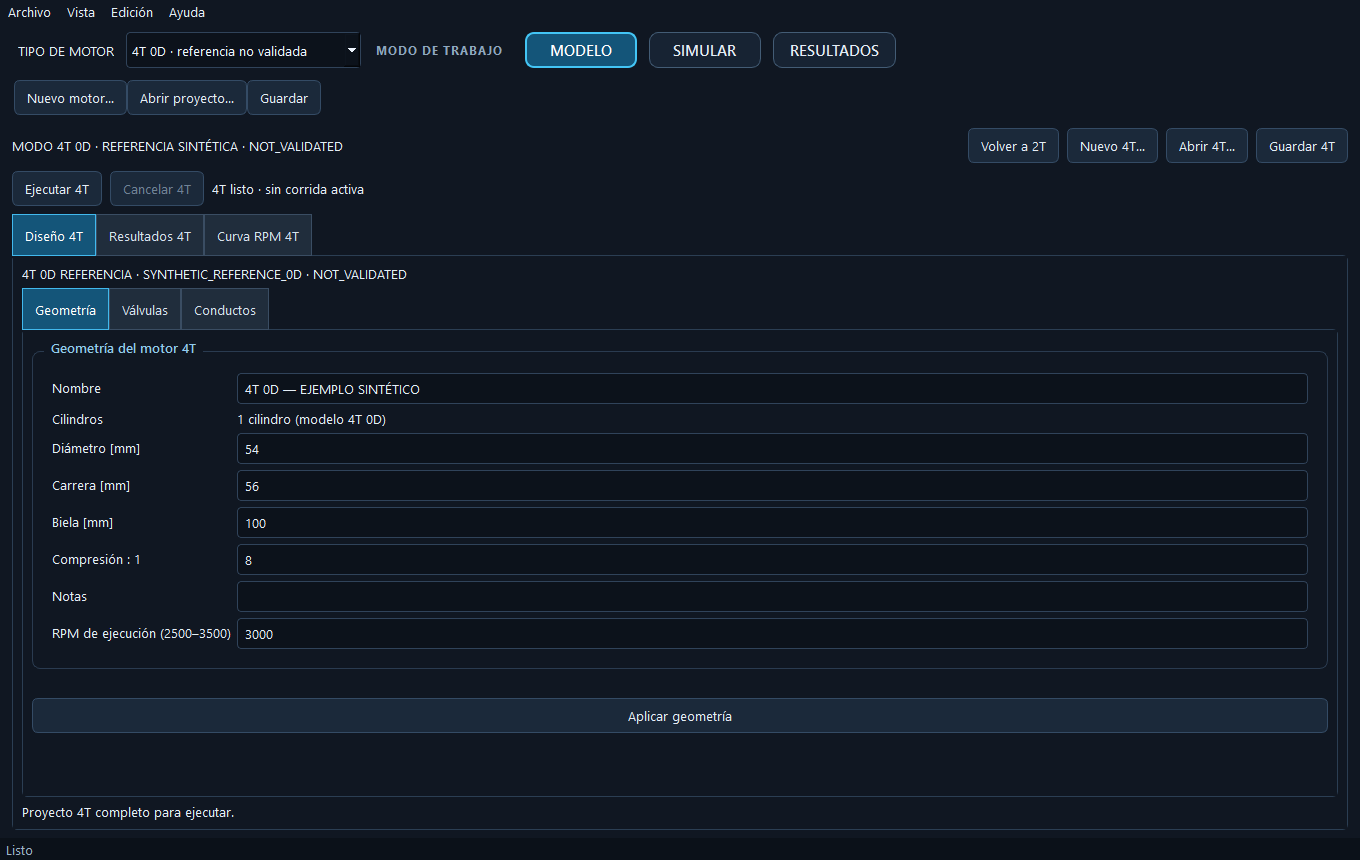 Archivo Vista Edición Ayuda
TIPO DE MOTOR 4T 0D · referencia no validada MODO DE TRABAJO MODELO SIMULAR RESULTADOS
Nuevo motor... Abrir proyecto... Guardar
MODO 4T 0D · REFERENCIA SINTÉTICA · NOT_VALIDATED Volver a 2T Nuevo 4T... Abrir 4T... Guardar 4T
Ejecutar 4T Cancelar 4T 4T listo · sin corrida activa
Diseño 4T Resultados 4T Curva RPM 4T
4T 0D REFERENCIA · SYNTHETIC_REFERENCE_0D · NOT_VALIDATED
Geometría Válvulas Conductos
Geometría del motor 4T
Nombre 4T 0D — EJEMPLO SINTÉTICO
Cilindros 1 cilindro (modelo 4T 0D)
Diámetro [mm] 54
Carrera [mm] 56
Biela [mm] 100
Compresión : 1 8
Notas
RPM de ejecución (2500–3500) 3000
Aplicar geometría
Proyecto 4T completo para ejecutar.
Listo